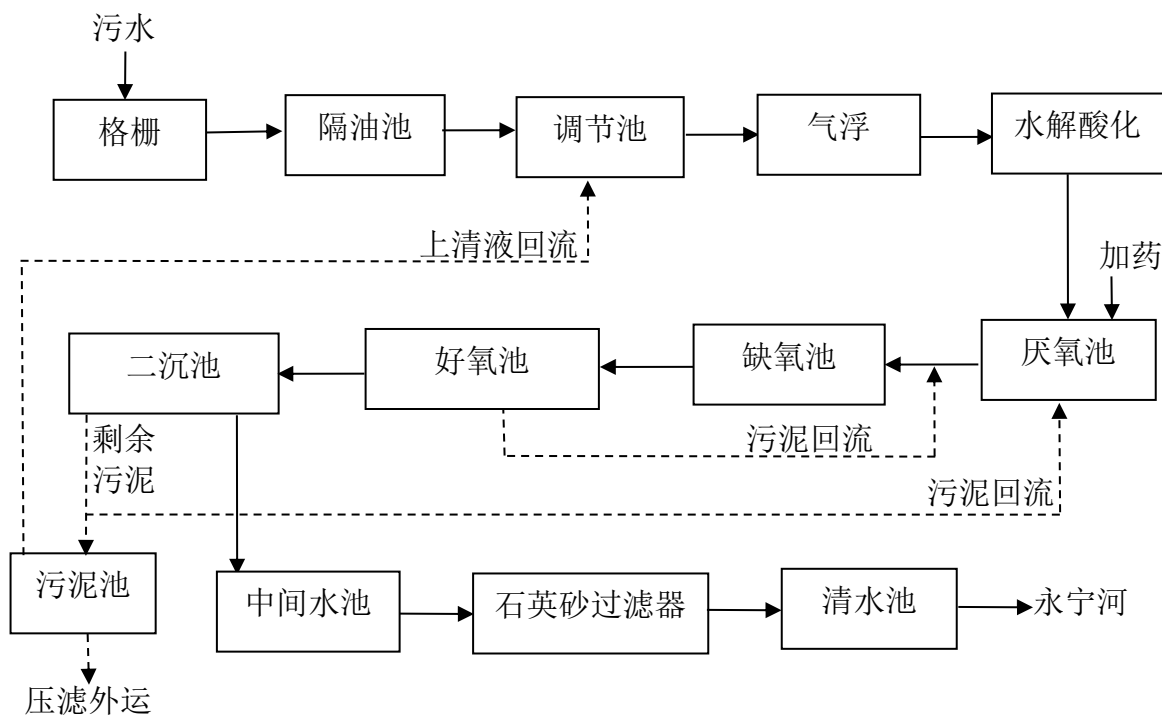 污水
格栅
隔油池
调节池
气浮
水解酸化
上清液回流
加药
二沉池
好氧池
缺氧池
厌氧池
剩余
污泥
污泥回流
污泥回流
污泥池
中间水池
石英砂过滤器
清水池
永宁河
压滤外运